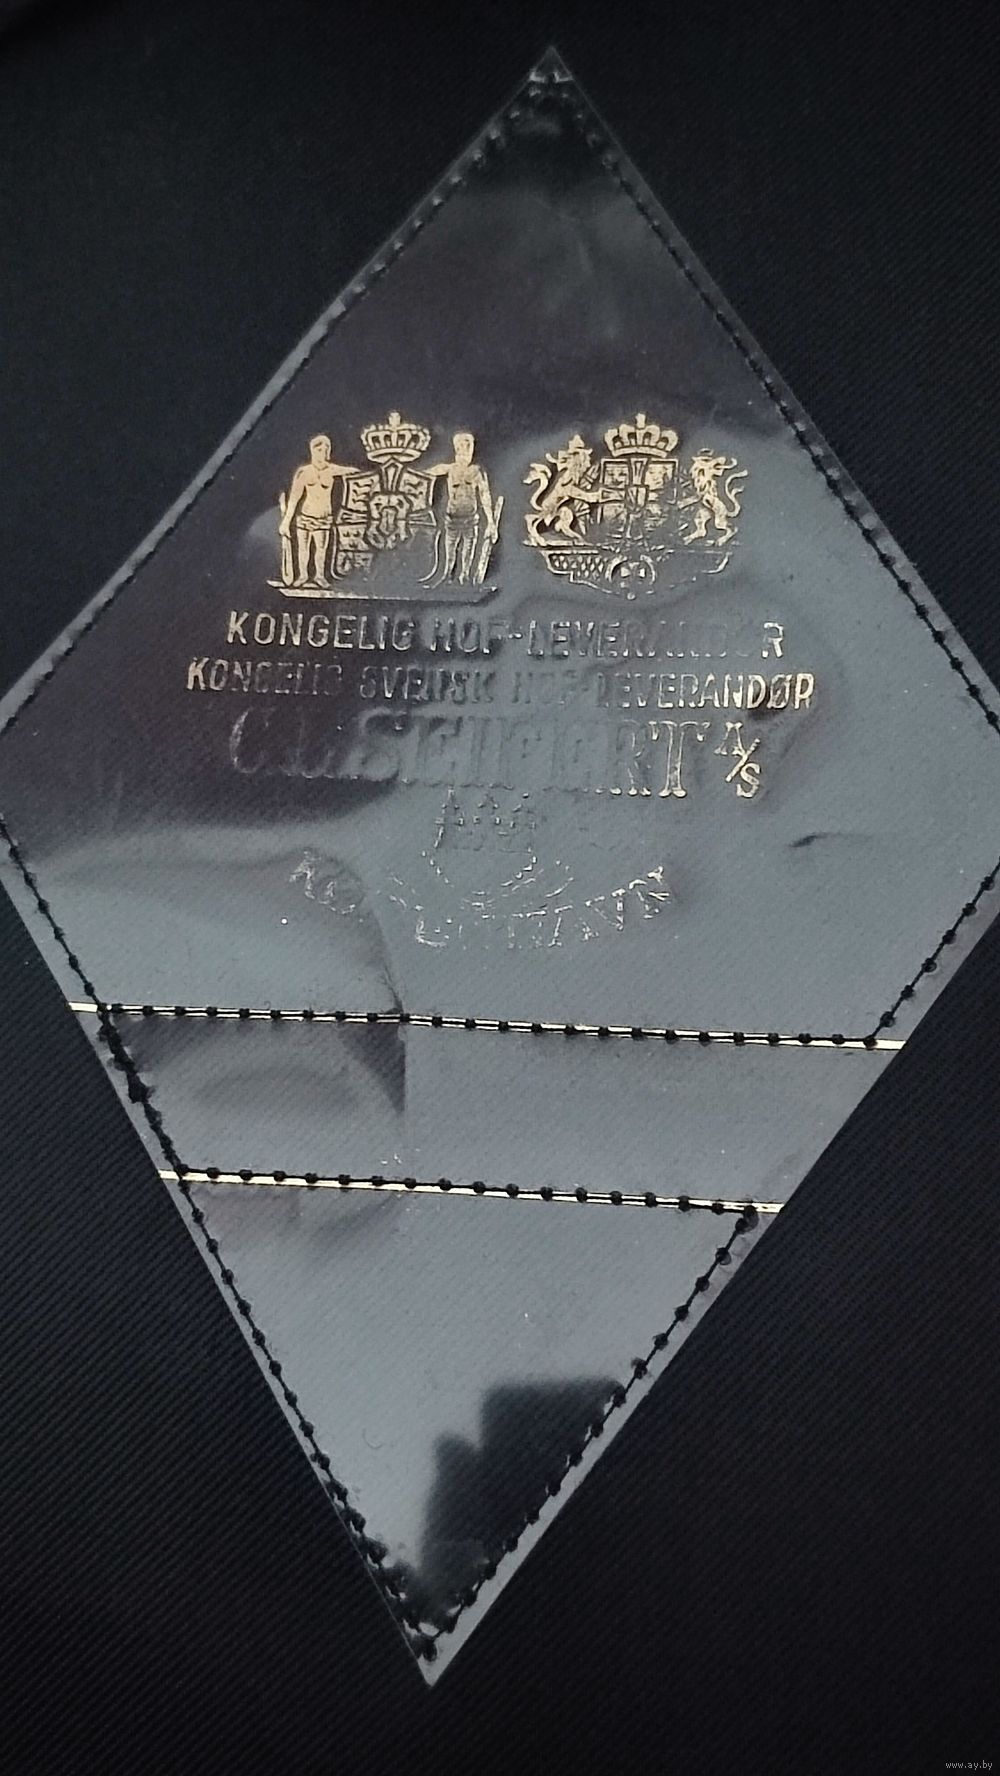 KONGELIG HOF-LEVERANDØR
KONGELIG SVENSK HOF-LEVERANDØR
C.L. SEIFERT A/S
KØBENHAVN
www.ay.by